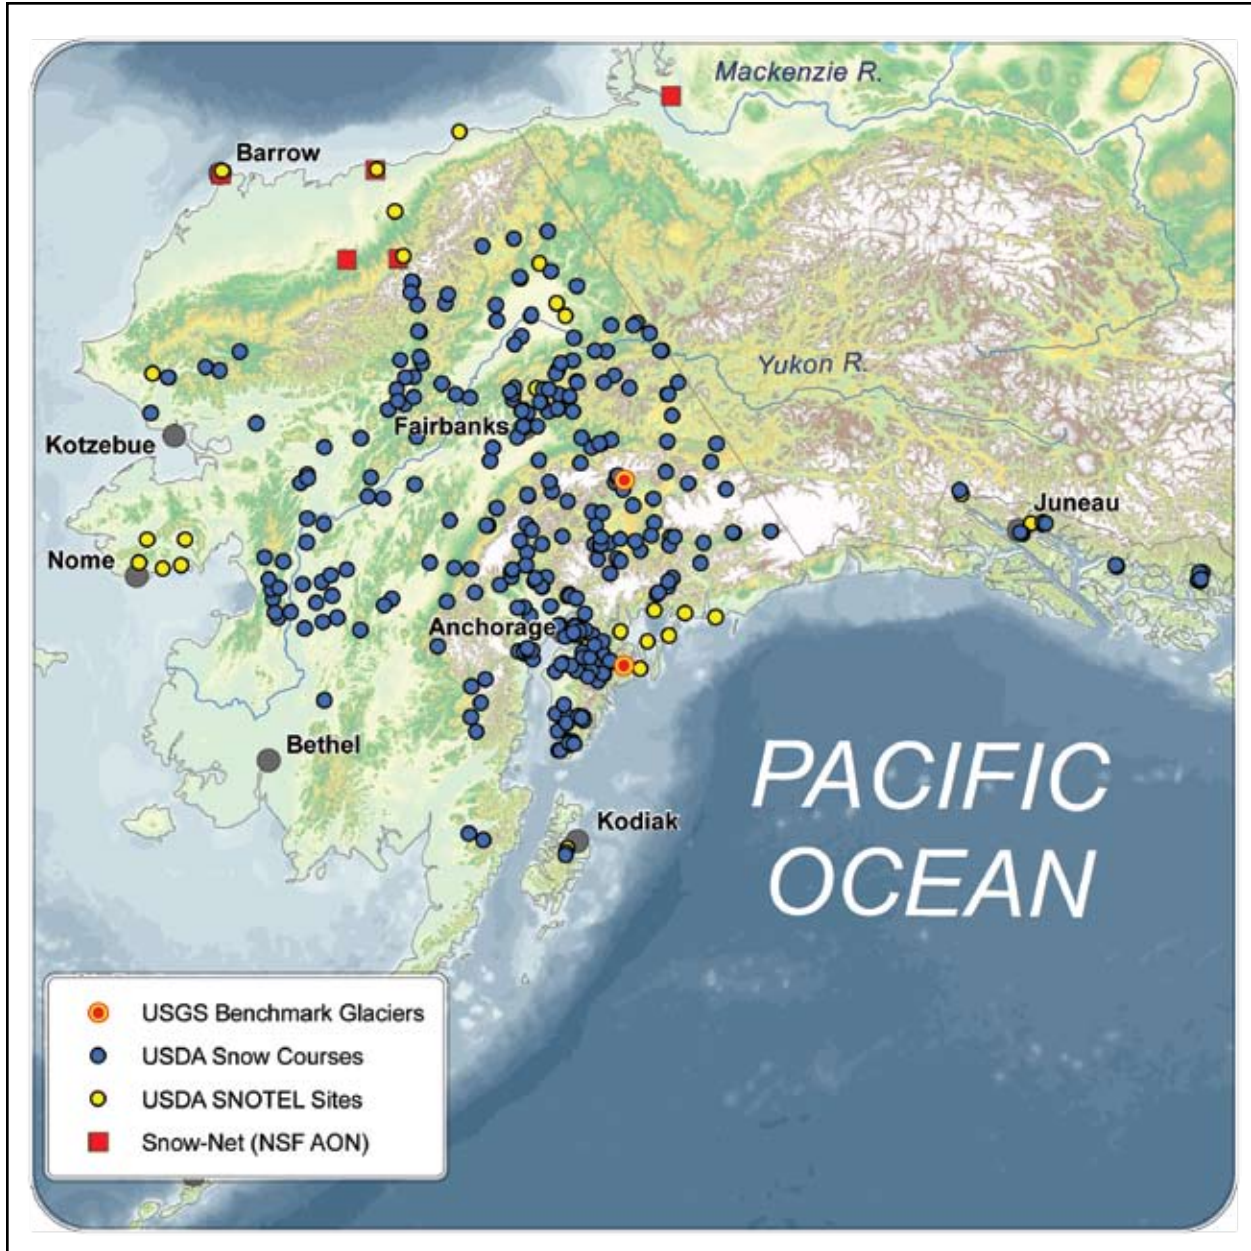 Mackenzie R.
Barrow
Yukon R.
Fairbanks
Kotzebue
Juneau
Nome
Anchorage
Bethel
PACIFIC
OCEAN
Kodiak
USGS Benchmark Glaciers
USDA Snow Courses
USDA SNOTEL Sites
Snow-Net (NSF AON)